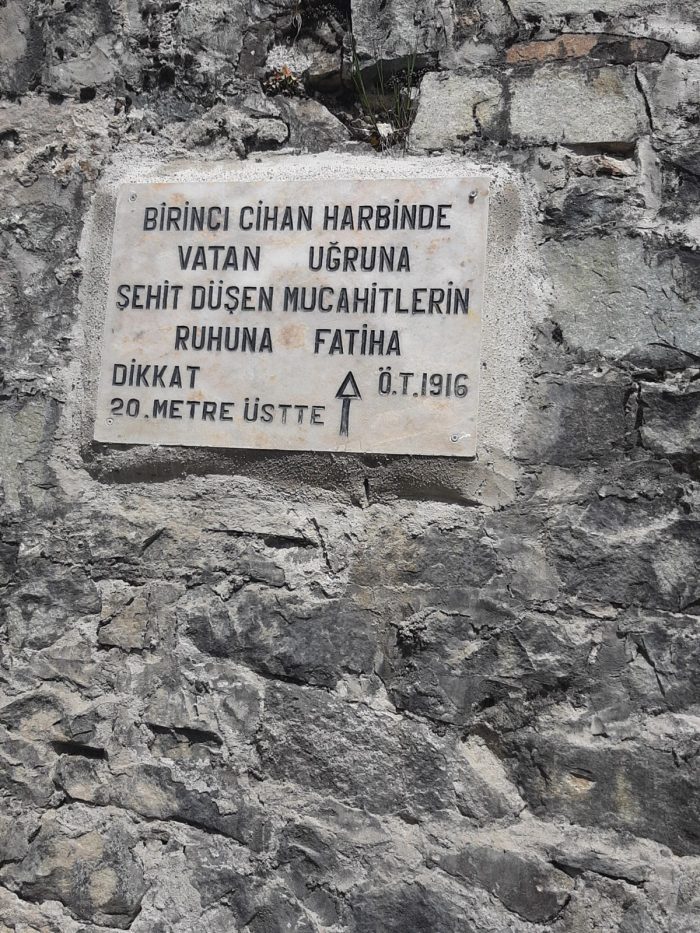 BİRİNCİ CİHAN HARBİNDE
VATAN UĞRUNA
ŞEHİT DÜŞEN MUCAHİTLERİN
RUHUNA FATİHA
DİKKAT Ö.T.1916
20.METRE ÜSTTE ↑